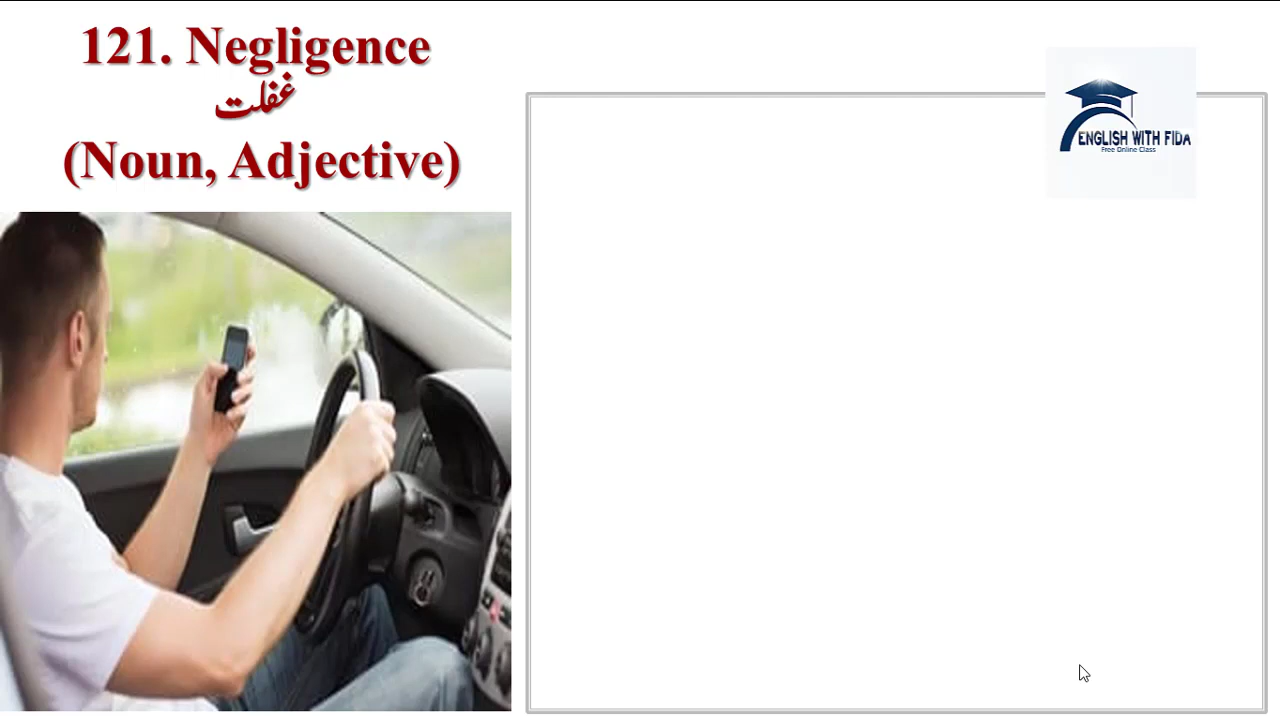 121. Negligence
غفلت
(Noun, Adjective)
ENGLISH WITH FIDA
Free Online Class